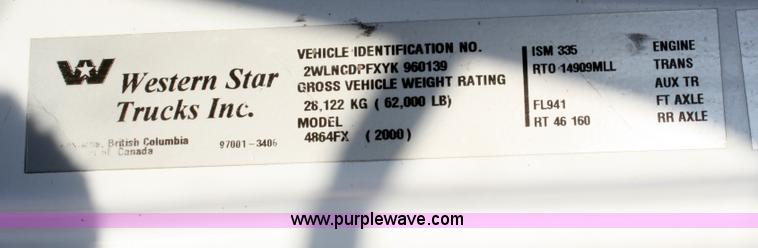 Western Star
Trucks Inc.
British Columbia
Canada
97001-3406
VEHICLE IDENTIFICATION NO.
2WLNCDPFXYK 960139
GROSS VEHICLE WEIGHT RATING
28,122 KG ( 62,000 LB)
MODEL
4864FX ( 2000)
ISM 335 ENGINE
RTO 14909MLL TRANS
AUX TR
FL941 FT AXLE
RT 46 160 RR AXLE
www.purplewave.com